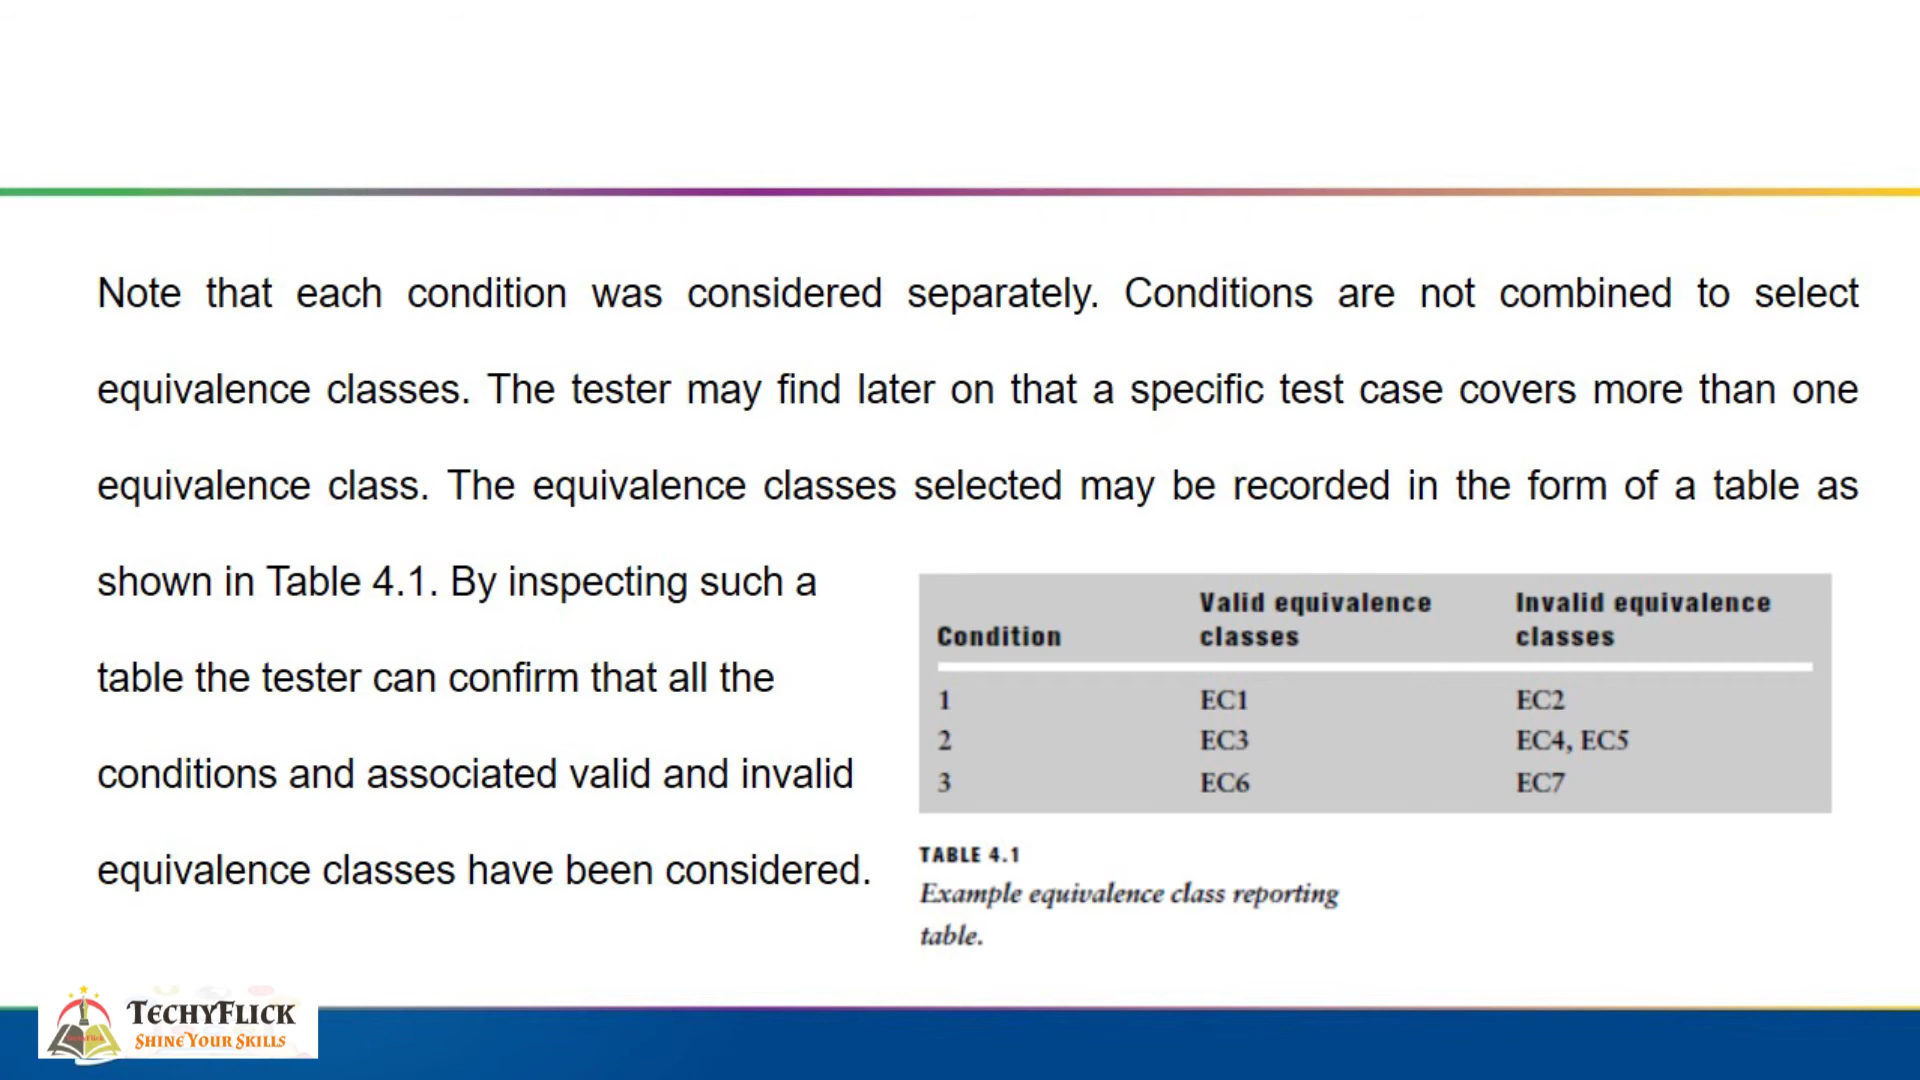 Note that each condition was considered separately. Conditions are not combined to select
equivalence classes. The tester may find later on that a specific test case covers more than one
equivalence class. The equivalence classes selected may be recorded in the form of a table as
shown in Table 4.1. By inspecting such a
table the tester can confirm that all the
conditions and associated valid and invalid
equivalence classes have been considered.
Condition Valid equivalence classes Invalid equivalence classes
1 EC1 EC2
2 EC3 EC4, EC5
3 EC6 EC7
TABLE 4.1
Example equivalence class reporting
table.
TECHYFLICK
SHINE YOUR SKILLS